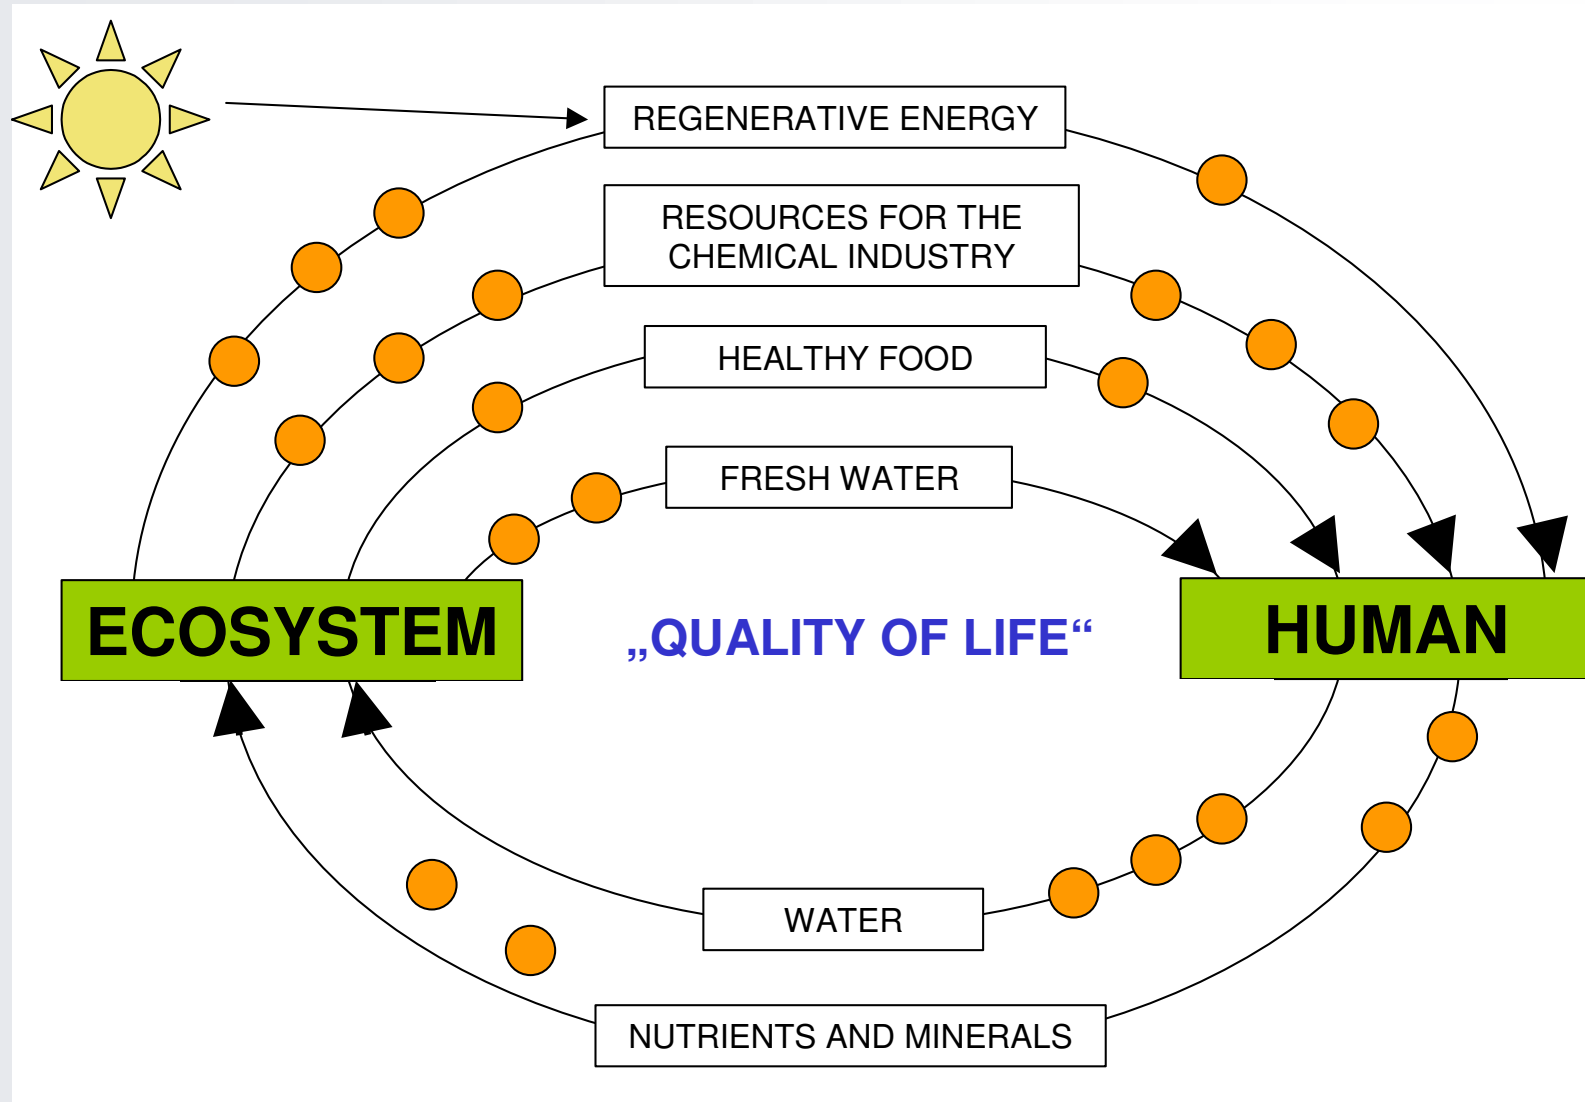 REGENERATIVE ENERGY
RESOURCES FOR THE
CHEMICAL INDUSTRY
HEALTHY FOOD
FRESH WATER
ECOSYSTEM
„QUALITY OF LIFE“
HUMAN
WATER
NUTRIENTS AND MINERALS